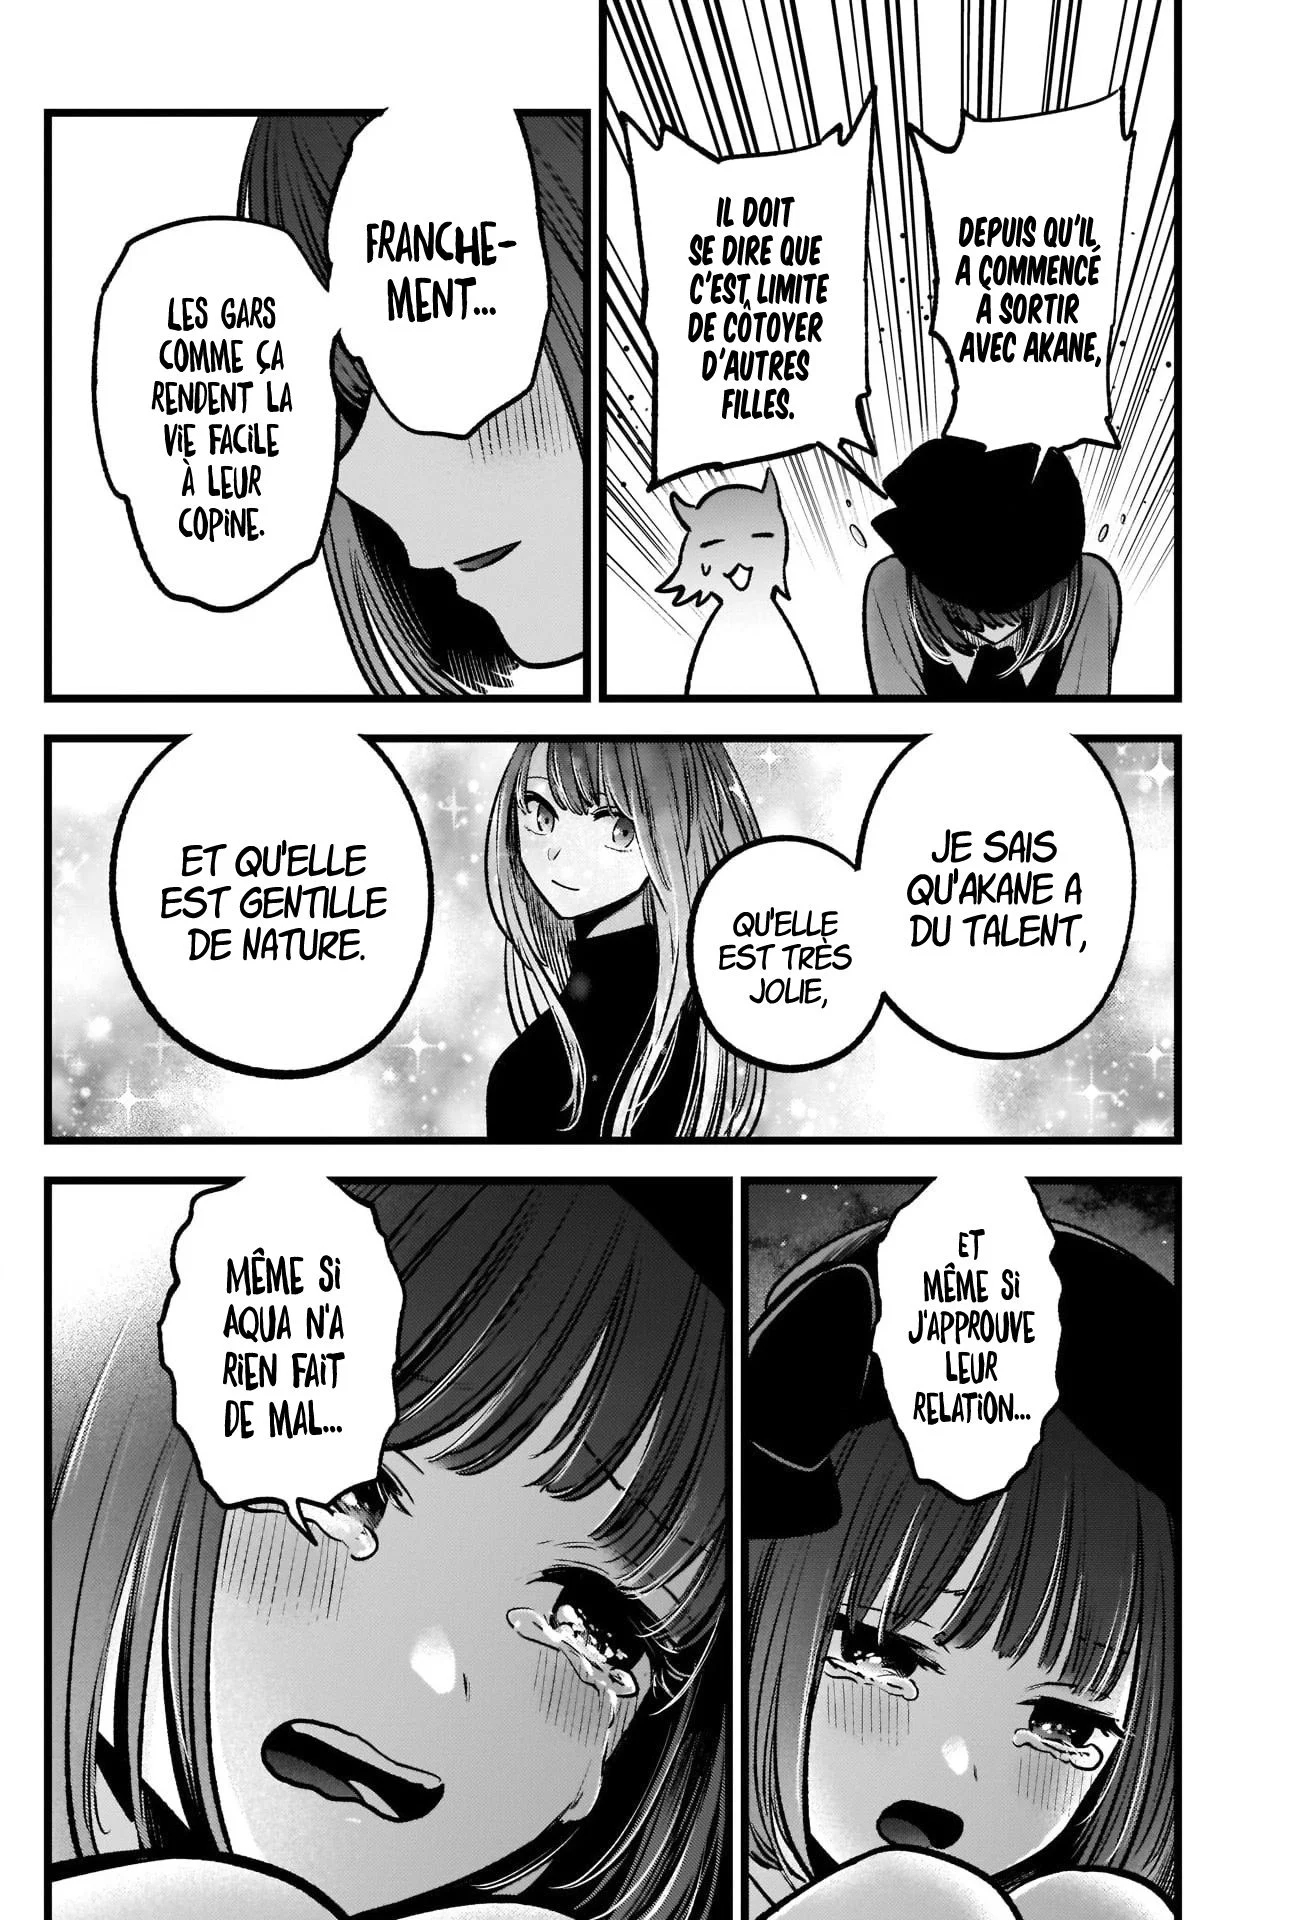 DEPUIS QU'IL
A COMMENCÉ
A SORTIR
AVEC AKANE,
IL DOIT
SE DIRE QUE
C'EST LIMITE
DE CÔTOYER
D'AUTRES
FILLES.
FRANCHE-
MENT...
LES GARS
COMME ÇA
RENDENT LA
VIE FACILE
À LEUR
COPINE.
JE SAIS
QU'AKANE A
DU TALENT,
QU'ELLE
EST TRÈS
JOLIE,
ET QU'ELLE
EST GENTILLE
DE NATURE.
ET
MÊME SI
J'APPROUVE
LEUR
RELATION...
MÊME SI
AQUA N'A
RIEN FAIT
DE MAL...